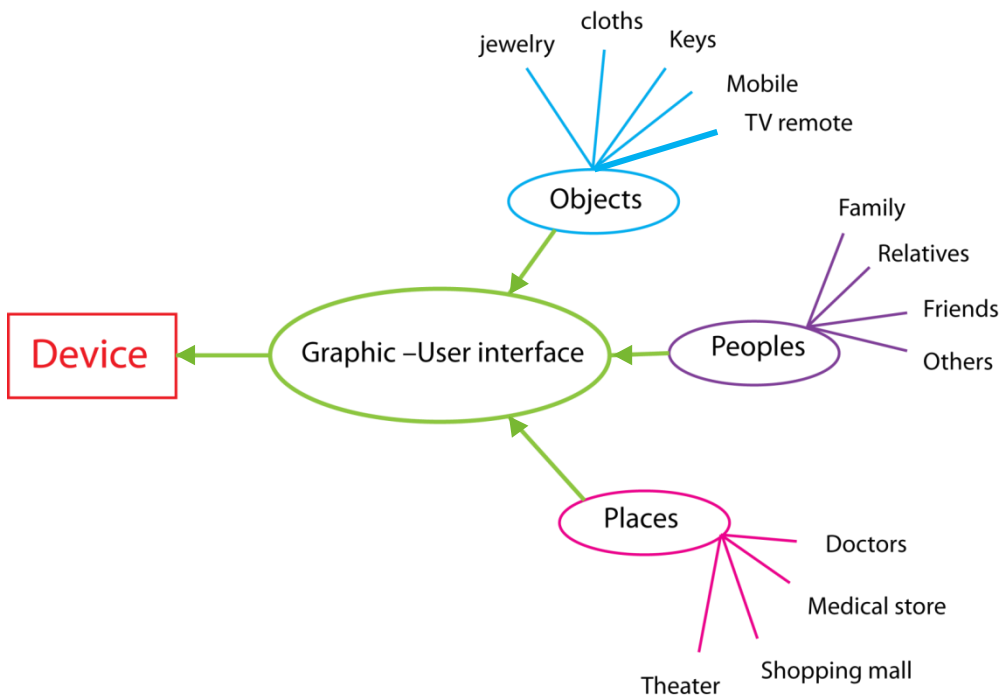 cloths
jewelry
Keys
Mobile
TV remote
Objects
Family
Relatives
Friends
Others
Peoples
Device
Graphic –User interface
Places
Doctors
Medical store
Shopping mall
Theater